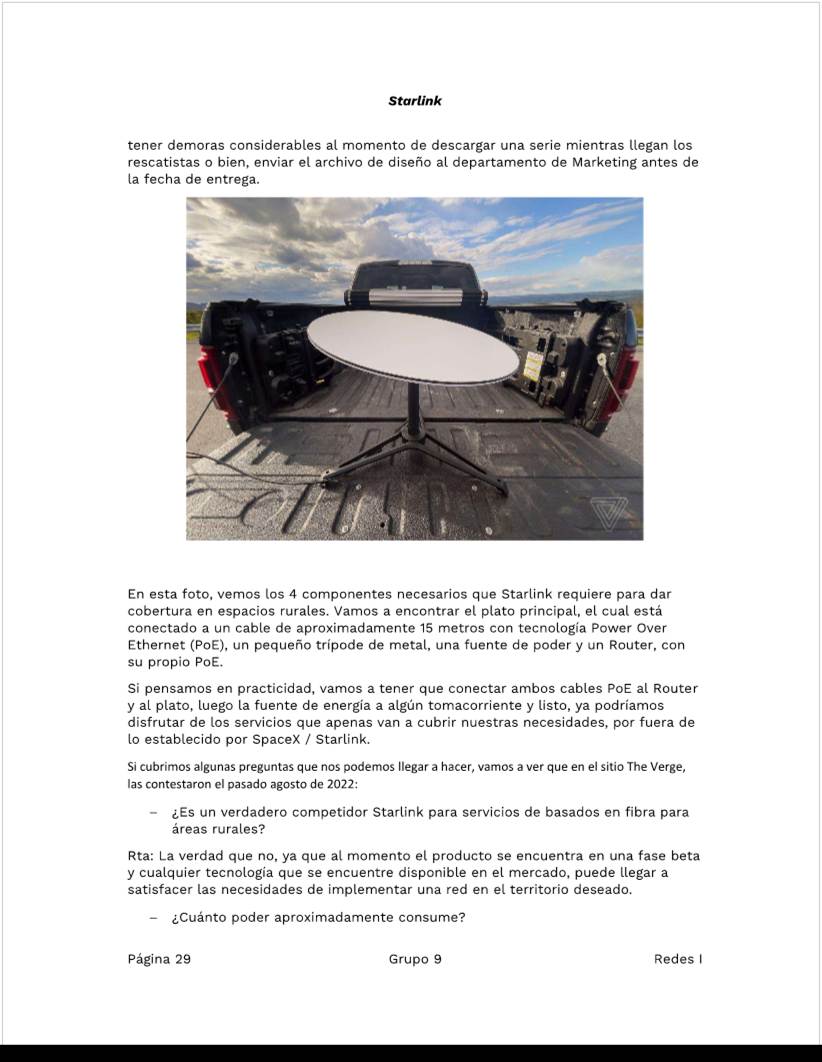 Starlink
tener demoras considerables al momento de descargar una serie mientras llegan los
rescatistas o bien, enviar el archivo de diseño al departamento de Marketing antes de
la fecha de entrega.
En esta foto, vemos los 4 componentes necesarios que Starlink requiere para dar
cobertura en espacios rurales. Vamos a encontrar el plato principal, el cual está
conectado a un cable de aproximadamente 15 metros con tecnología Power Over
Ethernet (PoE), un pequeño trípode de metal, una fuente de poder y un Router, con
su propio PoE.
Si pensamos en practicidad, vamos a tener que conectar ambos cables PoE al Router
y al plato, luego la fuente de energía a algún tomacorriente y listo, ya podríamos
disfrutar de los servicios que apenas van a cubrir nuestras necesidades, por fuera de
lo establecido por SpaceX / Starlink.
Si cubrimos algunas preguntas que nos podemos llegar a hacer, vamos a ver que en el sitio The Verge,
las contestaron el pasado agosto de 2022:
– ¿Es un verdadero competidor Starlink para servicios de basados en fibra para
áreas rurales?
Rta: La verdad que no, ya que al momento el producto se encuentra en una fase beta
y cualquier tecnología que se encuentre disponible en el mercado, puede llegar a
satisfacer las necesidades de implementar una red en el territorio deseado.
– ¿Cuánto poder aproximadamente consume?
Página 29 Grupo 9 Redes I